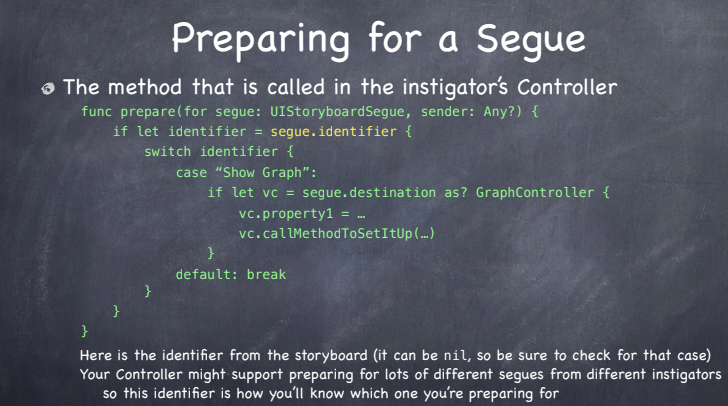 Preparing for a Segue
The method that is called in the instigator's Controller
func prepare(for segue: UIStoryboardSegue, sender: Any?) {
if let identifier = segue.identifier {
switch identifier {
case “Show Graph”:
if let vc = segue.destination as? GraphController {
vc.property1 = …
vc.callMethodToSetItUp(…)
}
default: break
}
}
}
Here is the identifier from the storyboard (it can be nil, so be sure to check for that case)
Your Controller might support preparing for lots of different segues from different instigators
so this identifier is how you'll know which one you're preparing for